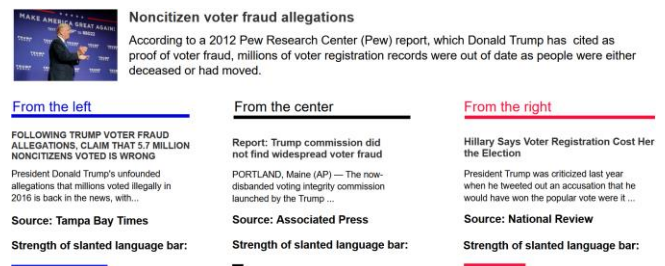 MAKE AMERICA GREAT AGAIN!
Noncitizen voter fraud allegations
According to a 2012 Pew Research Center (Pew) report, which Donald Trump has cited as
proof of voter fraud, millions of voter registration records were out of date as people were either
deceased or had moved.
From the left
FOLLOWING TRUMP VOTER FRAUD
ALLEGATIONS, CLAIM THAT 5.7 MILLION
NONCITIZENS VOTED IS WRONG
President Donald Trump's unfounded
allegations that millions voted illegally in
2016 is back in the news, with...
Source: Tampa Bay Times
Strength of slanted language bar:
From the center
Report: Trump commission did
not find widespread voter fraud
PORTLAND, Maine (AP) — The now-
disbanded voting integrity commission
launched by the Trump ...
Source: Associated Press
Strength of slanted language bar:
From the right
Hillary Says Voter Registration Cost Her
the Election
President Trump was criticized last year
when he tweeted out an accusation that he
would have won the popular vote were it ...
Source: National Review
Strength of slanted language bar: